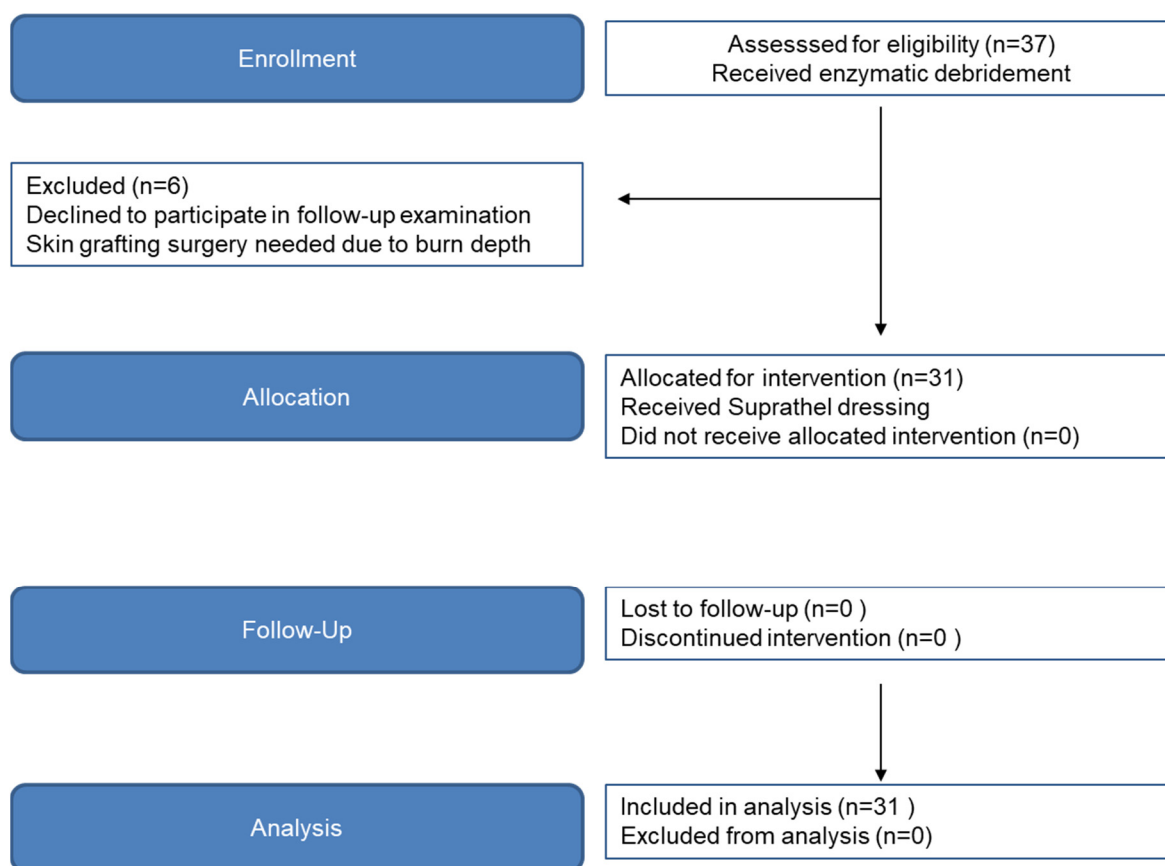 Enrollment
Assesssed for eligibility (n=37)
Received enzymatic debridement
Excluded (n=6)
Declined to participate in follow-up examination
Skin grafting surgery needed due to burn depth
Allocation
Allocated for intervention (n=31)
Received Suprathel dressing
Did not receive allocated intervention (n=0)
Follow-Up
Lost to follow-up (n=0 )
Discontinued intervention (n=0 )
Analysis
Included in analysis (n=31 )
Excluded from analysis (n=0)